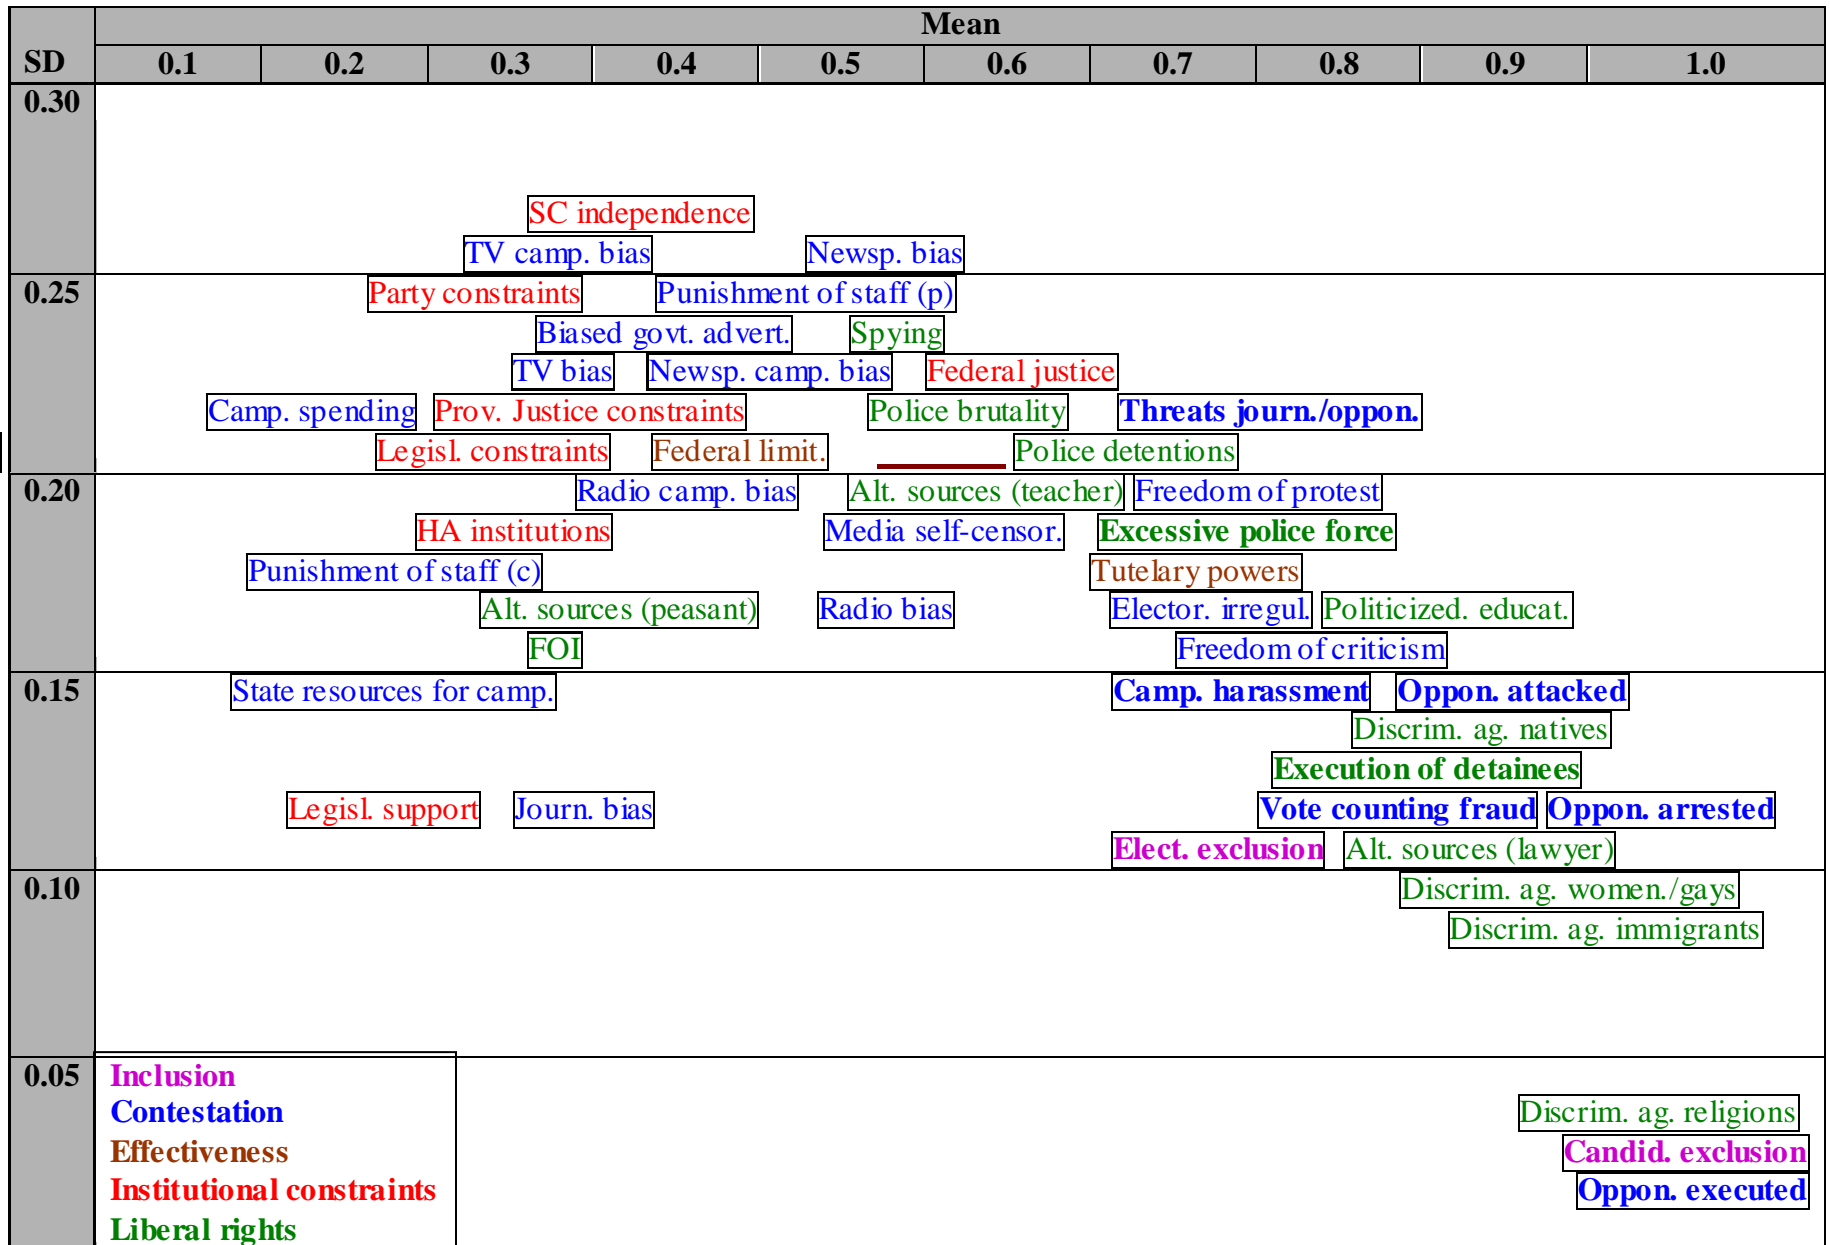 Mean
SD 0.1 0.2 0.3 0.4 0.5 0.6 0.7 0.8 0.9 1.0
0.30
SC independence
TV camp. bias Newsp. bias
0.25 Party constraints Punishment of staff (p)
Biased govt. advert. Spying
TV bias Newsp. camp. bias Federal justice
Camp. spending Prov. Justice constraints Police brutality Threats journ./oppon.
Legisl. constraints Federal limit. Police detentions
0.20 Radio camp. bias Alt. sources (teacher) Freedom of protest
HA institutions Media self-censor. Excessive police force
Punishment of staff (c) Tutelary powers
Alt. sources (peasant) Radio bias Elector. irregul. Politicized. educat.
FOI Freedom of criticism
0.15 State resources for camp. Camp. harassment Oppon. attacked
Discrim. ag. natives
Execution of detainees
Legisl. support Journ. bias Vote counting fraud Oppon. arrested
Elect. exclusion Alt. sources (lawyer)
0.10 Discrim. ag. women./gays
Discrim. ag. immigrants
0.05 Inclusion
Contestation Discrim. ag. religions
Effectiveness Candid. exclusion
Institutional constraints Oppon. executed
Liberal rights